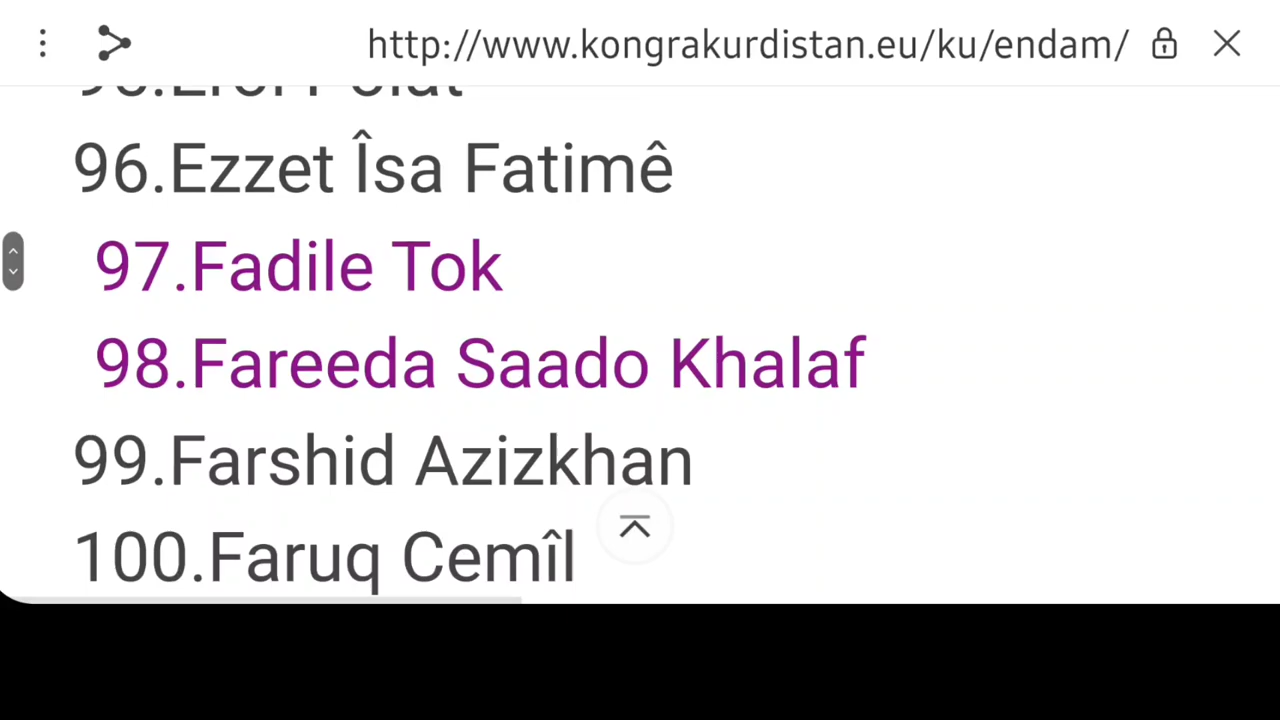 http://www.kongrakurdistan.eu/ku/endam/
96.Ezzet Îsa Fatimê
97.Fadile Tok
98.Fareeda Saado Khalaf
99.Farshid Azizkhan
100.Faruq Cemîl